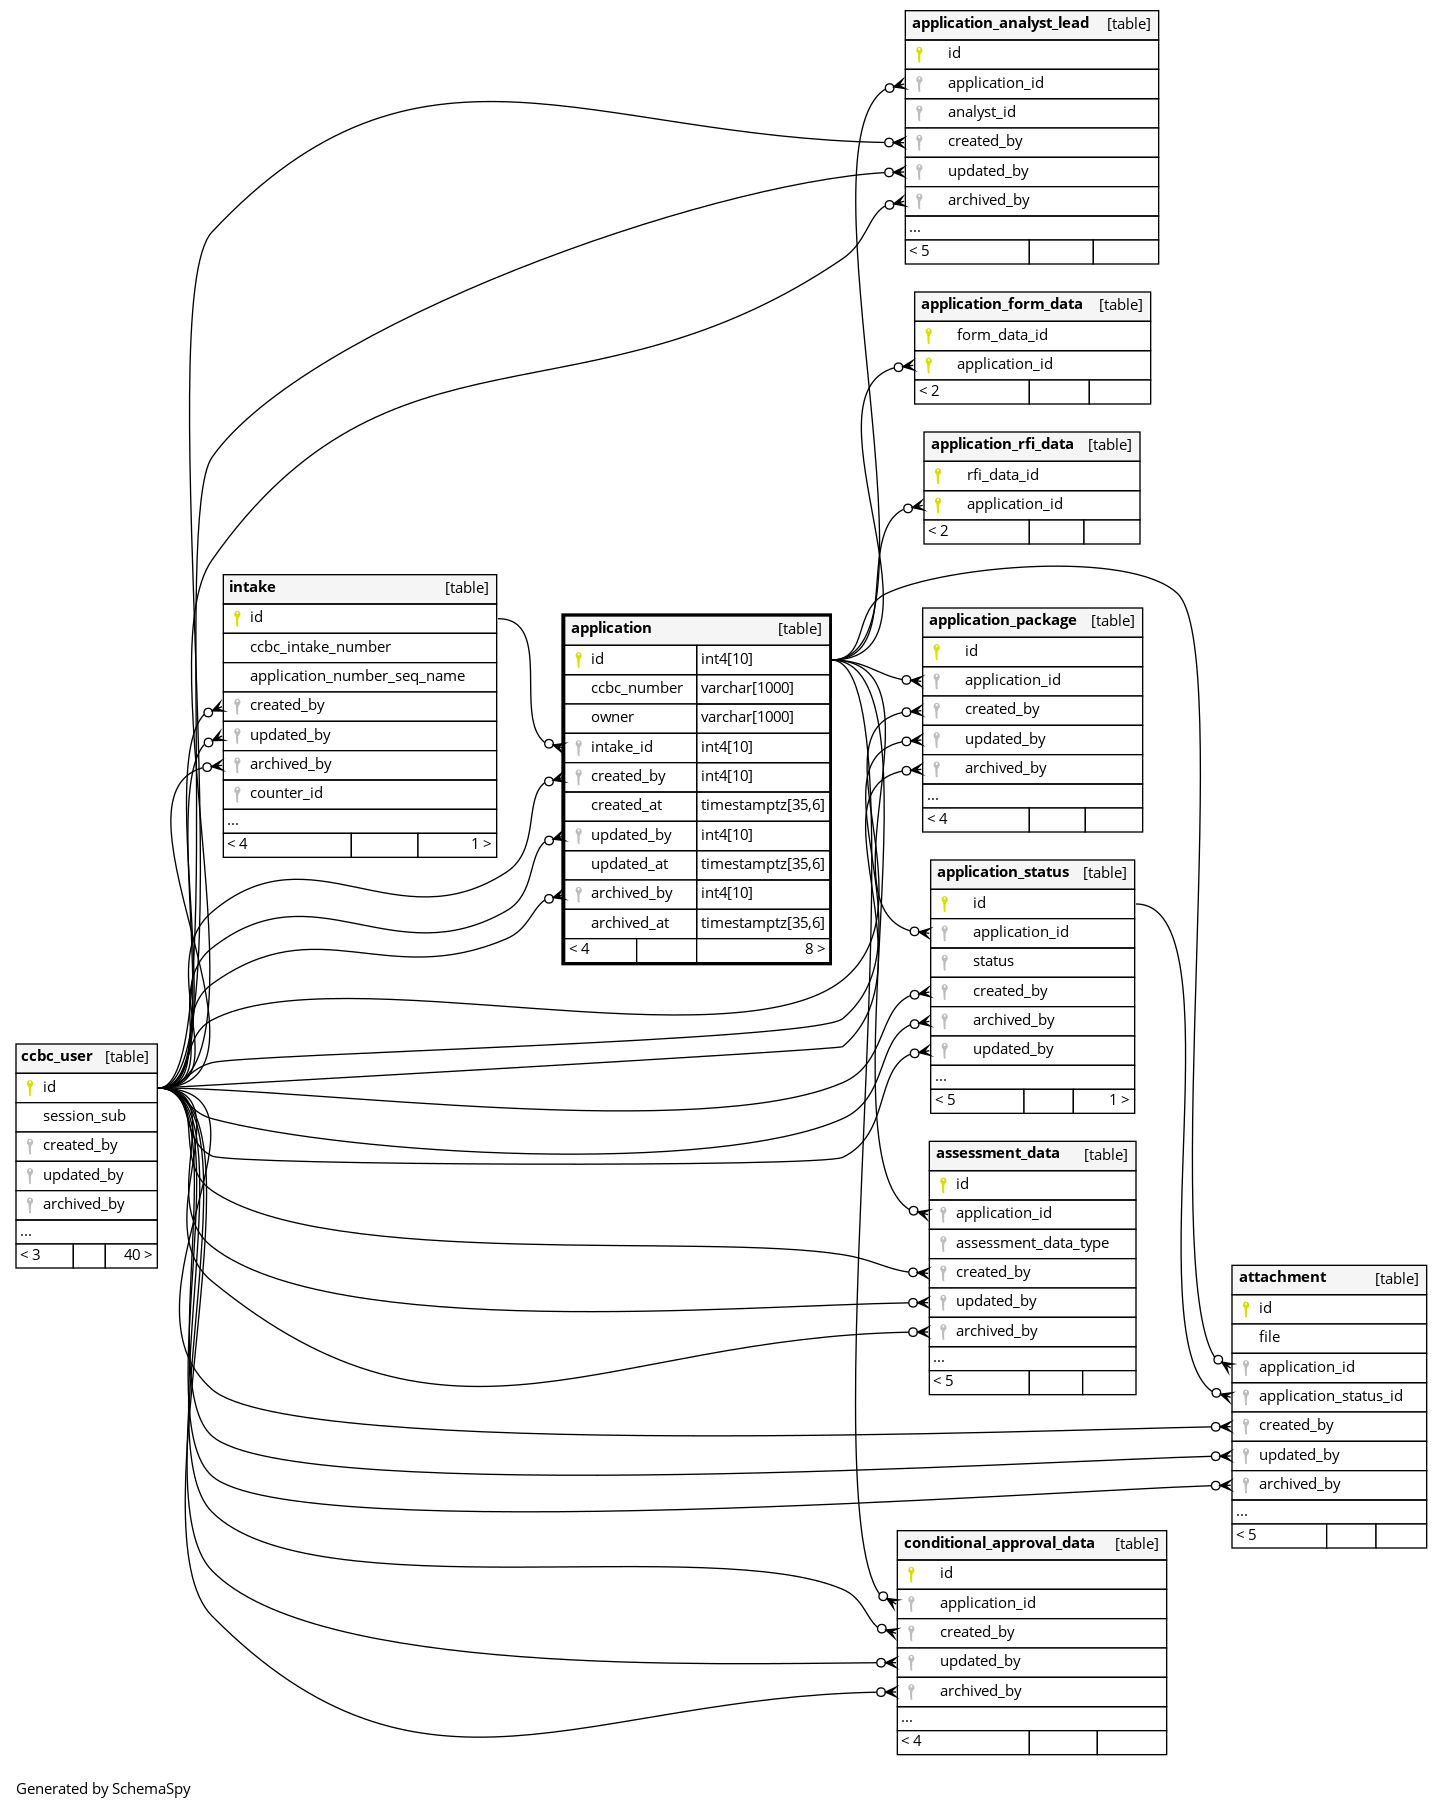 application_analyst_lead [table]
id
application_id
analyst_id
created_by
updated_by
archived_by
...
< 5
application_form_data [table]
form_data_id
application_id
< 2
application_rfi_data [table]
rfi_data_id
application_id
< 2
intake [table]
id
ccbc_intake_number
application_number_seq_name
created_by
updated_by
archived_by
counter_id
...
< 4 1 >
application [table]
id int4[10]
ccbc_number varchar[1000]
owner varchar[1000]
intake_id int4[10]
created_by int4[10]
created_at timestamptz[35,6]
updated_by int4[10]
updated_at timestamptz[35,6]
archived_by int4[10]
archived_at timestamptz[35,6]
< 4 8 >
application_package [table]
id
application_id
created_by
updated_by
archived_by
...
< 4
application_status [table]
id
application_id
status
created_by
archived_by
updated_by
...
< 5 1 >
ccbc_user [table]
id
session_sub
created_by
updated_by
archived_by
...
< 3 40 >
assessment_data [table]
id
application_id
assessment_data_type
created_by
updated_by
archived_by
...
< 5
attachment [table]
id
file
application_id
application_status_id
created_by
updated_by
archived_by
...
< 5
conditional_approval_data [table]
id
application_id
created_by
updated_by
archived_by
...
< 4
Generated by SchemaSpy